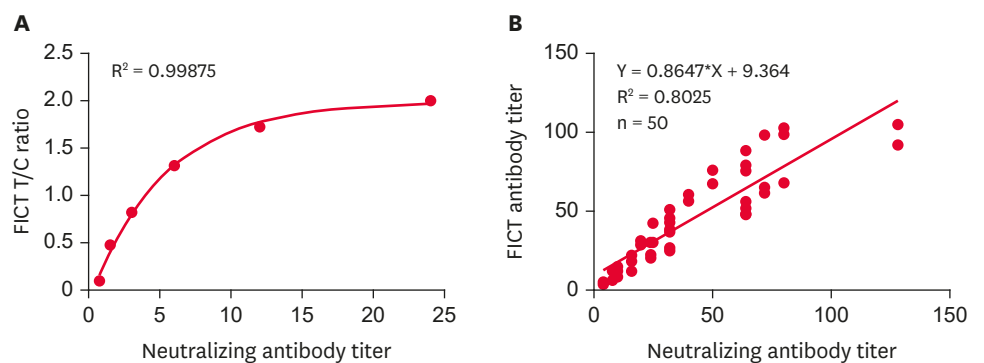 A
FICT T/C ratio
2.5
2.0
1.5
1.0
0.5
0
R² = 0.99875
0 5 10 15 20 25
Neutralizing antibody titer
B
FICT antibody titer
150
100
50
0
Y = 0.8647*X + 9.364
R² = 0.8025
n = 50
0 50 100 150
Neutralizing antibody titer